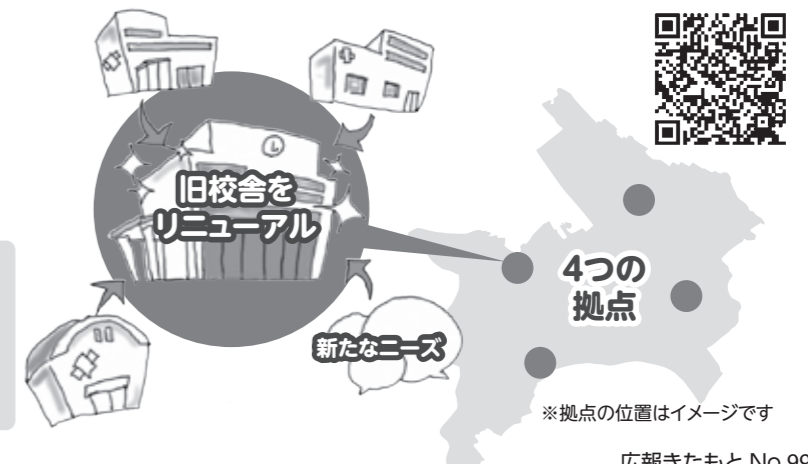 旧校舎を
リニューアル
新たなニーズ
4つの
拠点
※拠点の位置はイメージです
広報きたもと No.99